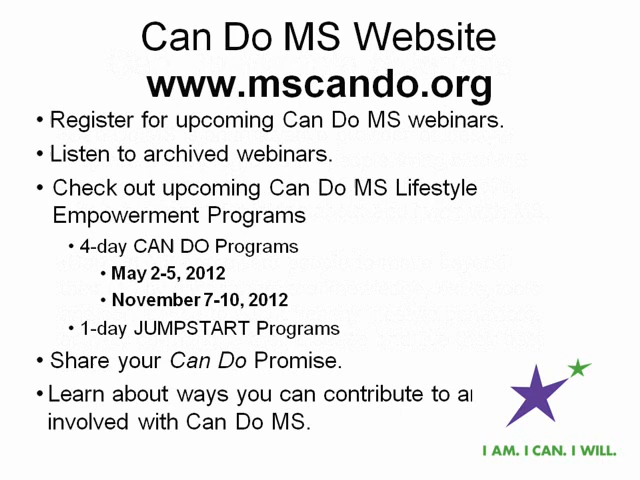 Can Do MS Website
www.mscando.org
• Register for upcoming Can Do MS webinars.
• Listen to archived webinars.
• Check out upcoming Can Do MS Lifestyle
Empowerment Programs
• 4-day CAN DO Programs
• May 2-5, 2012
• November 7-10, 2012
• 1-day JUMPSTART Programs
• Share your Can Do Promise.
• Learn about ways you can contribute to
involved with Can Do MS.
I AM. I CAN. I WILL.